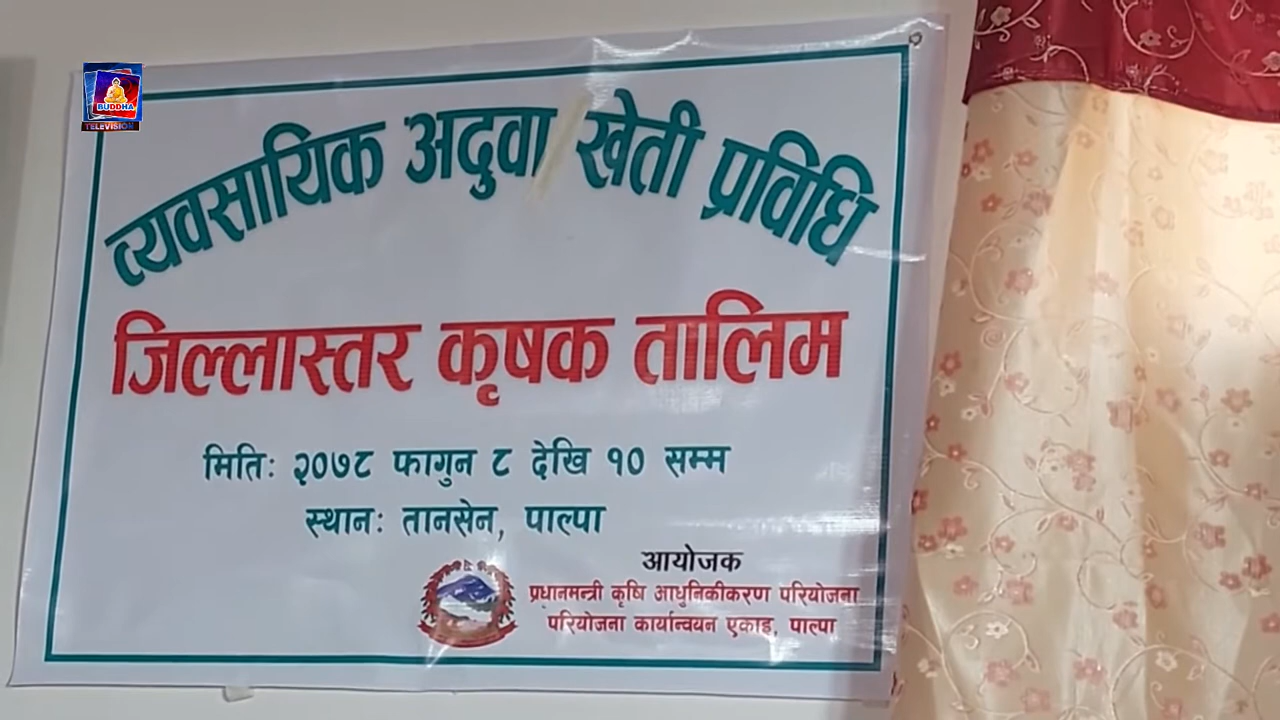 BUDDHA
TELEVISION
व्यवसायिक अदुवा खेती प्रविधि
जिल्लास्तर कृषक तालिम
मितिः २०७८ फागुन ८ देखि १० सम्म
स्थानः तानसेन, पाल्पा
आयोजक
प्रधानमन्त्री कृषि आधुनिकीकरण परियोजना
परियोजना कार्यान्वयन एकाइ, पाल्पा